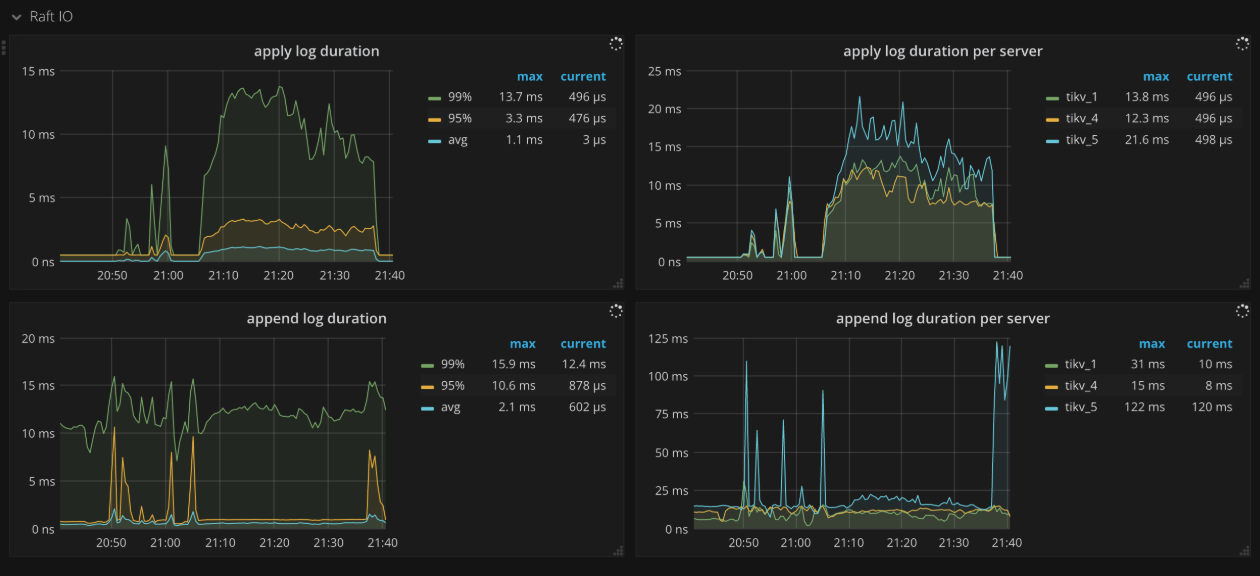 Raft IO
apply log duration
15 ms
10 ms
5 ms
0 ns
20:50 21:00 21:10 21:20 21:30 21:40
max current
99% 13.7 ms 496 µs
95% 3.3 ms 476 µs
avg 1.1 ms 3 µs
apply log duration per server
25 ms
20 ms
15 ms
10 ms
5 ms
0 ns
20:50 21:00 21:10 21:20 21:30 21:40
max current
tikv_1 13.8 ms 496 µs
tikv_4 12.3 ms 496 µs
tikv_5 21.6 ms 498 µs
append log duration
20 ms
15 ms
10 ms
5 ms
0 ns
20:50 21:00 21:10 21:20 21:30 21:40
max current
99% 15.9 ms 12.4 ms
95% 10.6 ms 878 µs
avg 2.1 ms 602 µs
append log duration per server
125 ms
100 ms
75 ms
50 ms
25 ms
0 ns
20:50 21:00 21:10 21:20 21:30 21:40
max current
tikv_1 31 ms 10 ms
tikv_4 15 ms 8 ms
tikv_5 122 ms 120 ms